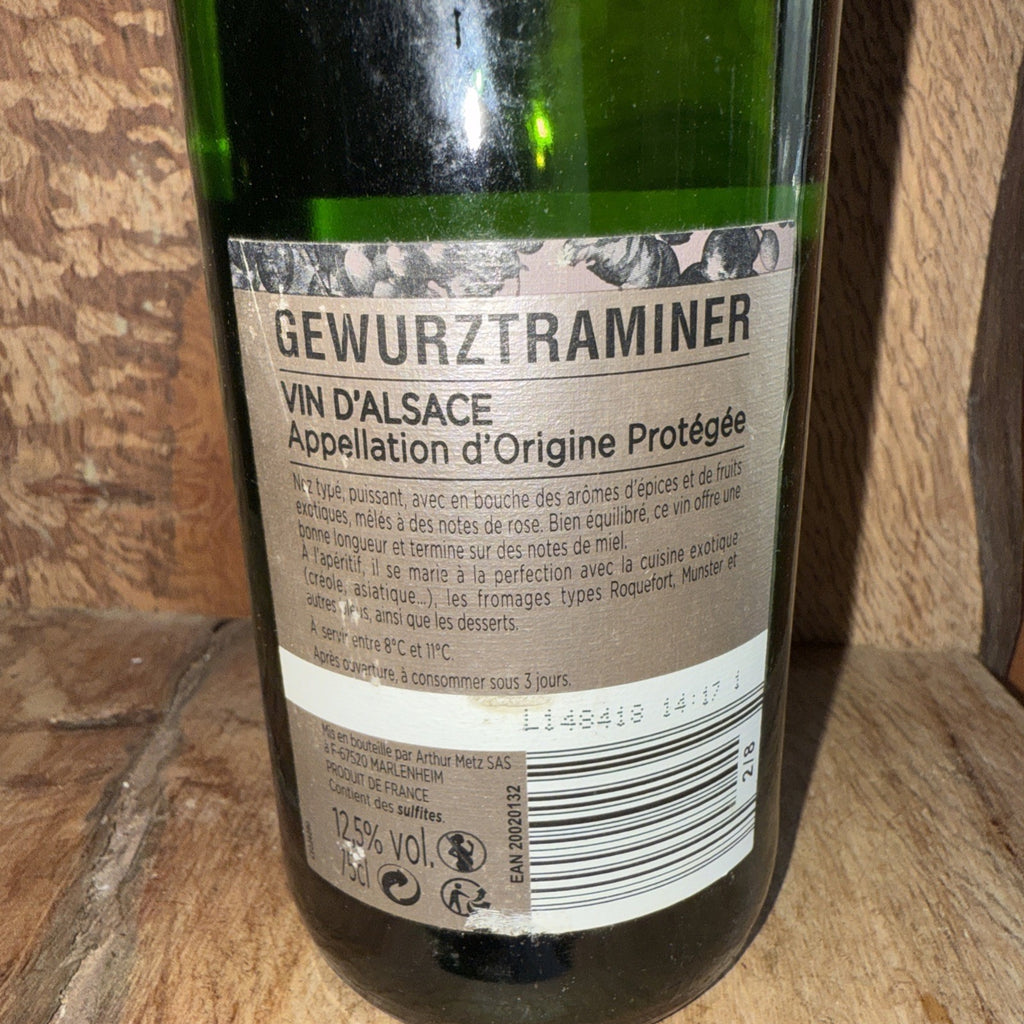 GEWURZTRAMINER
VIN D'ALSACE
Appellation d'Origine Protégée
Nez typé, puissant, avec en bouche des arômes d'épices et de fruits
exotiques, mêlés à des notes de rose. Bien équilibré, ce vin offre une
bonne longueur et termine sur des notes de miel.
À l'apéritif, il se marie à la perfection avec la cuisine exotique
(créole, asiatique...), les fromages types Roquefort, Munster et
autres bleus, ainsi que les desserts.
À servir entre 8°C et 11°C.
Après ouverture, à consommer sous 3 jours.
L148418 14:17 1
Mis en bouteille par Arthur Metz SAS
à F-67520 MARLENHEIM
PRODUIT DE FRANCE
Contient des sulfites.
12,5% vol.
75cl
EAN 20020132
2/8